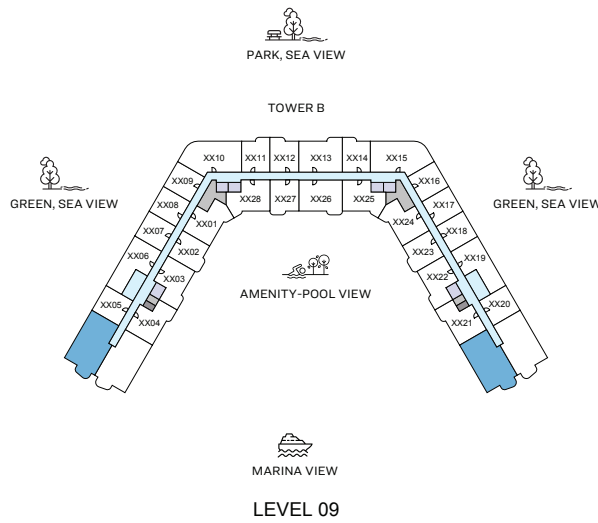 PARK, SEA VIEW
TOWER B
XX10 XX11 XX12 XX13 XX14 XX15
XX09 XX16
GREEN, SEA VIEW GREEN, SEA VIEW
XX08 XX28 XX27 XX26 XX25 XX17
XX01 XX24
XX07 XX18
XX02 XX23
XX06 XX19
XX03 XX22
AMENITY-POOL VIEW
XX05 XX20
XX04 XX21
MARINA VIEW
LEVEL 09